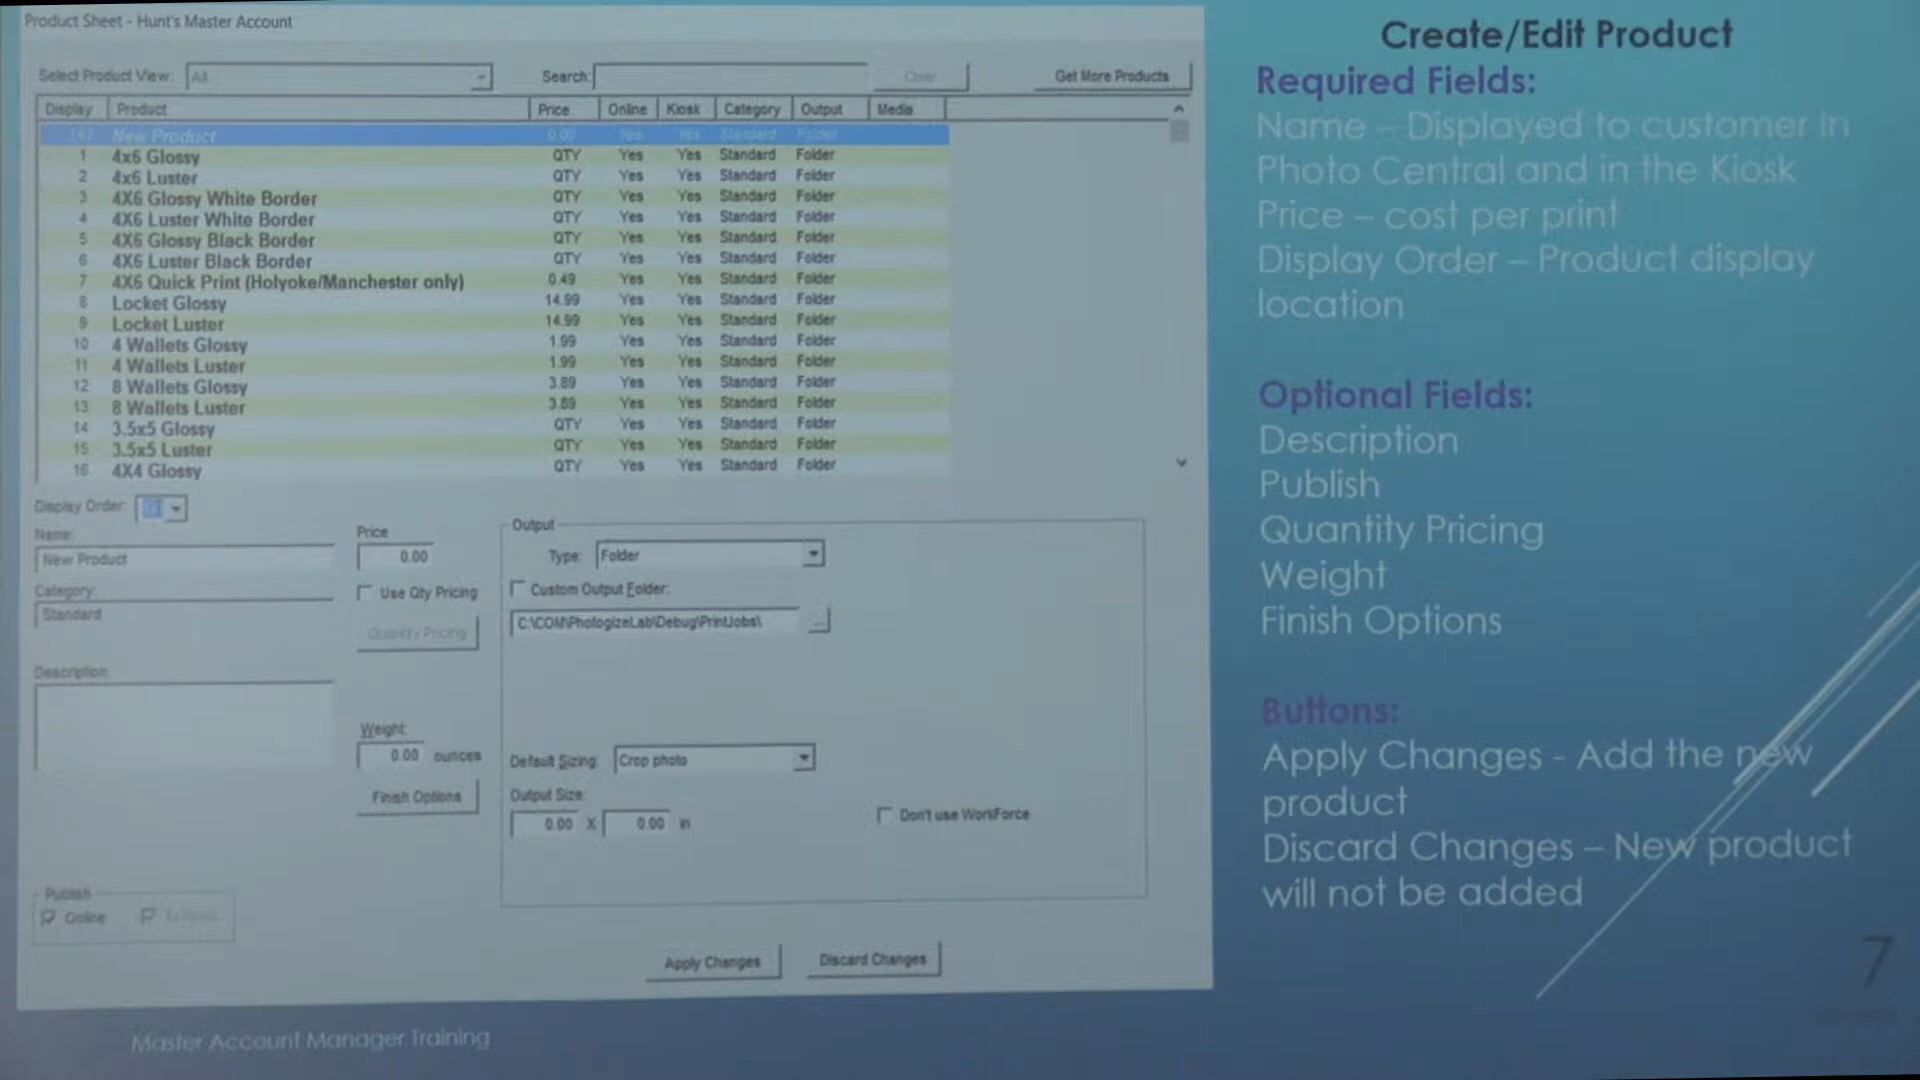 Product Sheet - Hunt's Master Account
Select Product View: All Search: Clear Get More Products
Display Product Price Online Kiosk Category Output Media
New Product 0.00 Yes Yes Standard Folder
1 4x6 Glossy QTY Yes Yes Standard Folder
2 4x6 Luster QTY Yes Yes Standard Folder
3 4X6 Glossy White Border QTY Yes Yes Standard Folder
4 4X6 Luster White Border QTY Yes Yes Standard Folder
5 4X6 Glossy Black Border QTY Yes Yes Standard Folder
6 4X6 Luster Black Border QTY Yes Yes Standard Folder
7 4X6 Quick Print (Holyoke/Manchester only) 0.49 Yes Yes Standard Folder
8 Locket Glossy 14.99 Yes Yes Standard Folder
9 Locket Luster 14.99 Yes Yes Standard Folder
10 4 Wallets Glossy 1.99 Yes Yes Standard Folder
11 4 Wallets Luster 1.99 Yes Yes Standard Folder
12 8 Wallets Glossy 3.89 Yes Yes Standard Folder
13 8 Wallets Luster 3.89 Yes Yes Standard Folder
14 3.5x5 Glossy QTY Yes Yes Standard Folder
15 3.5x5 Luster QTY Yes Yes Standard Folder
16 4X4 Glossy QTY Yes Yes Standard Folder
Display Order:
Name:
New Product
Category:
Standard
Description:
Publish
Online
Price
0.00
Use Qty Pricing
Quantity Pricing
Weight:
0.00 ounces
Finish Options
Output
Type: Folder
Custom Output Folder:
C:\COM\PhotogizeLab\Debug\PrintJobs\ ...
Default Sizing: Crop photo
Output Size:
0.00 X 0.00 in
Don't use WorkForce
Apply Changes Discard Changes
Create/Edit Product
Required Fields:
Name – Displayed to customer in
Photo Central and in the Kiosk
Price – cost per print
Display Order – Product display
location
Optional Fields:
Description
Publish
Quantity Pricing
Weight
Finish Options
Buttons:
Apply Changes - Add the new
product
Discard Changes – New product
will not be added
7
Master Account Manager Training